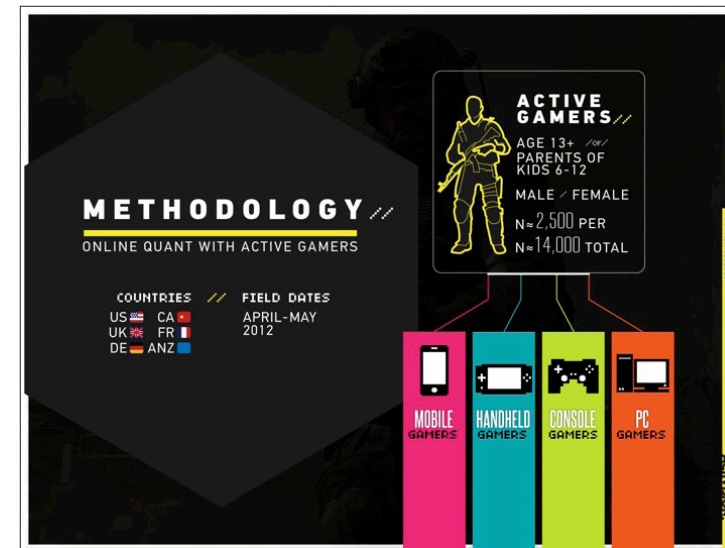 METHODOLOGY//
ONLINE QUANT WITH ACTIVE GAMERS
COUNTRIES // FIELD DATES
US CA APRIL-MAY
UK FR 2012
DE ANZ
ACTIVE
GAMERS//
AGE 13+ /or/
PARENTS OF
KIDS 6-12
MALE / FEMALE
N≈2,500 PER
N≈14,000 TOTAL
MOBILE
GAMERS
HANDHELD
GAMERS
CONSOLE
GAMERS
PC
GAMERS